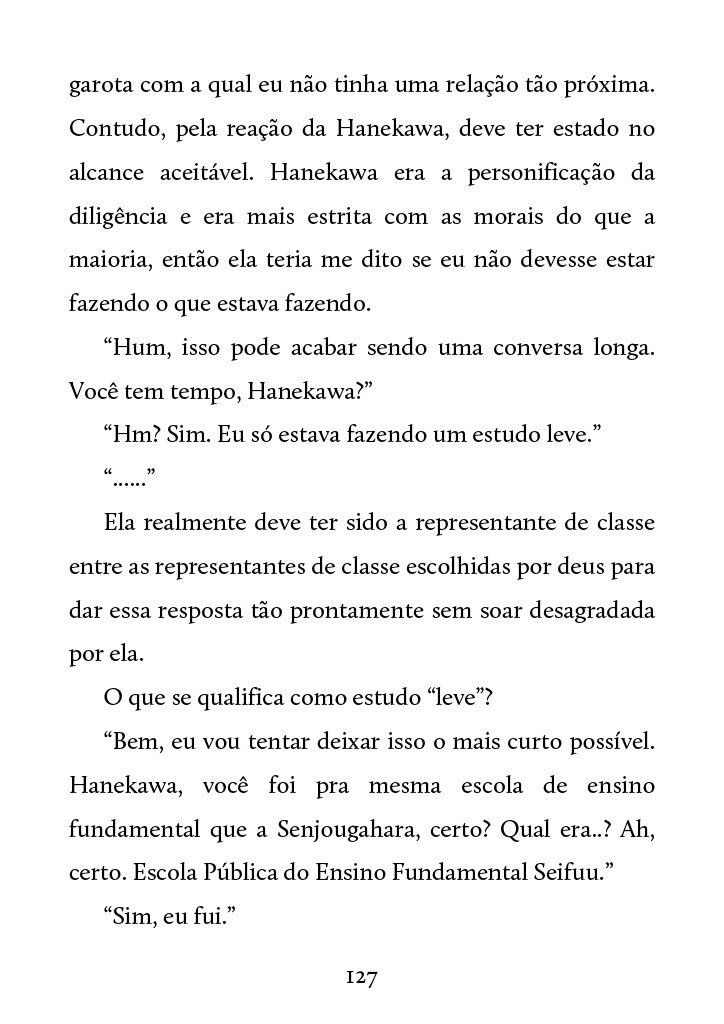 garota com a qual eu não tinha uma relação tão próxima.
Contudo, pela reação da Hanekawa, deve ter estado no
alcance aceitável. Hanekawa era a personificação da
diligência e era mais estrita com as morais do que a
maioria, então ela teria me dito se eu não devesse estar
fazendo o que estava fazendo.
“Hum, isso pode acabar sendo uma conversa longa.
Você tem tempo, Hanekawa?”
“Hm? Sim. Eu só estava fazendo um estudo leve.”
“......”
Ela realmente deve ter sido a representante de classe
entre as representantes de classe escolhidas por deus para
dar essa resposta tão prontamente sem soar desagradada
por ela.
O que se qualifica como estudo “leve”?
“Bem, eu vou tentar deixar isso o mais curto possível.
Hanekawa, você foi pra mesma escola de ensino
fundamental que a Senjougahara, certo? Qual era..? Ah,
certo. Escola Pública do Ensino Fundamental Seifuu.”
“Sim, eu fui.”
127